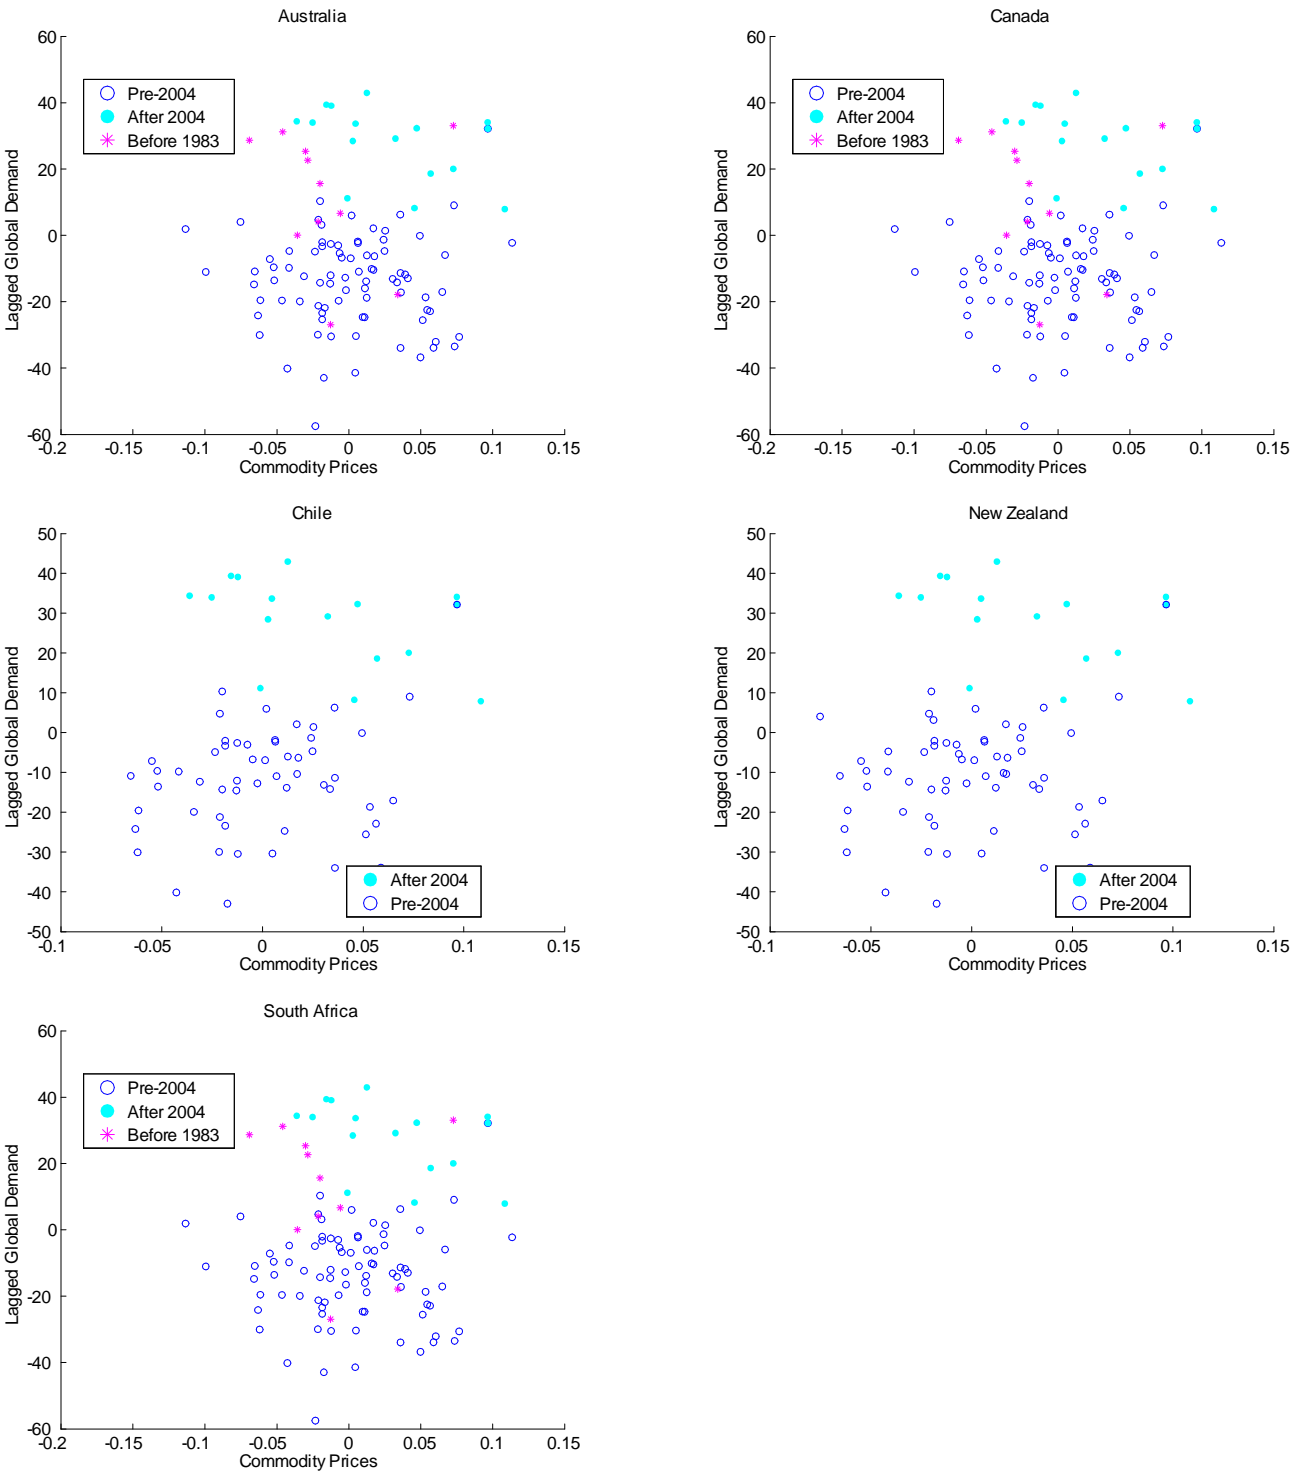 Australia
60
40
20
0
-20
-40
-60
Lagged Global Demand
Pre-2004
After 2004
Before 1983
-0.2 -0.15 -0.1 -0.05 0 0.05 0.1 0.15
Commodity Prices
Canada
60
40
20
0
-20
-40
-60
Lagged Global Demand
Pre-2004
After 2004
Before 1983
-0.2 -0.15 -0.1 -0.05 0 0.05 0.1 0.15
Commodity Prices
Chile
50
40
30
20
10
0
-10
-20
-30
-40
-50
Lagged Global Demand
After 2004
Pre-2004
-0.1 -0.05 0 0.05 0.1 0.15
Commodity Prices
New Zealand
50
40
30
20
10
0
-10
-20
-30
-40
-50
Lagged Global Demand
After 2004
Pre-2004
-0.1 -0.05 0 0.05 0.1 0.15
Commodity Prices
South Africa
60
40
20
0
-20
-40
-60
Lagged Global Demand
Pre-2004
After 2004
Before 1983
-0.2 -0.15 -0.1 -0.05 0 0.05 0.1 0.15
Commodity Prices